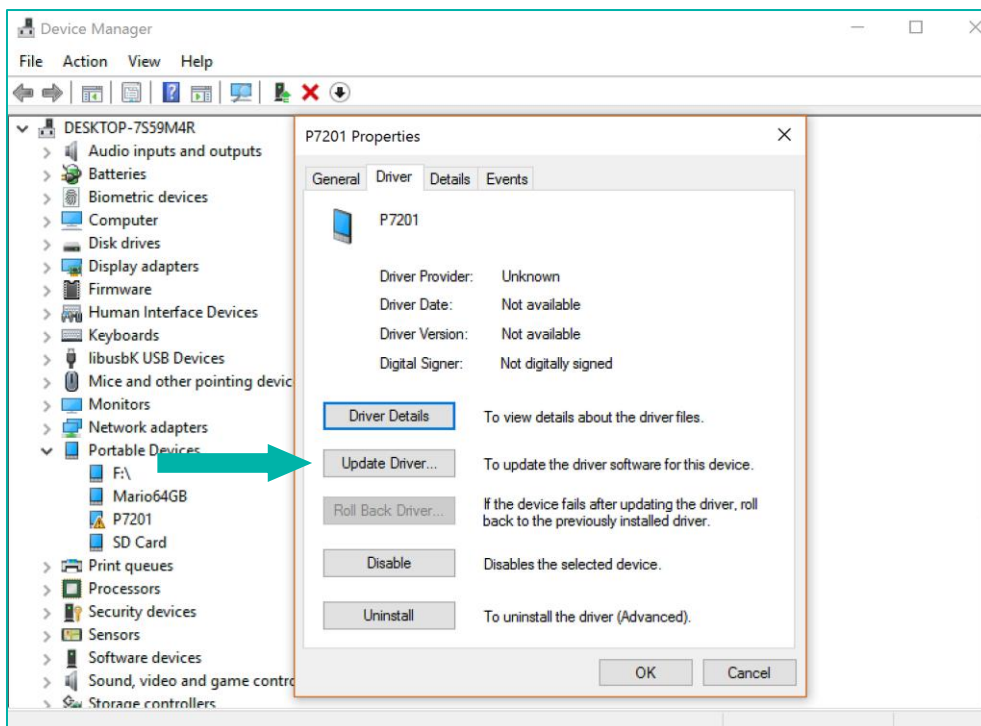 Device Manager
File Action View Help
DESKTOP-7S59M4R
Audio inputs and outputs
Batteries
Biometric devices
Computer
Disk drives
Display adapters
Firmware
Human Interface Devices
Keyboards
libusbK USB Devices
Mice and other pointing devic
Monitors
Network adapters
Portable Devices
F:\
Mario64GB
P7201
SD Card
Print queues
Processors
Security devices
Sensors
Software devices
Sound, video and game contro
Storage controllers
P7201 Properties
General Driver Details Events
P7201
Driver Provider: Unknown
Driver Date: Not available
Driver Version: Not available
Digital Signer: Not digitally signed
Driver Details To view details about the driver files.
Update Driver... To update the driver software for this device.
Roll Back Driver... If the device fails after updating the driver, roll
back to the previously installed driver.
Disable Disables the selected device.
Uninstall To uninstall the driver (Advanced).
OK Cancel